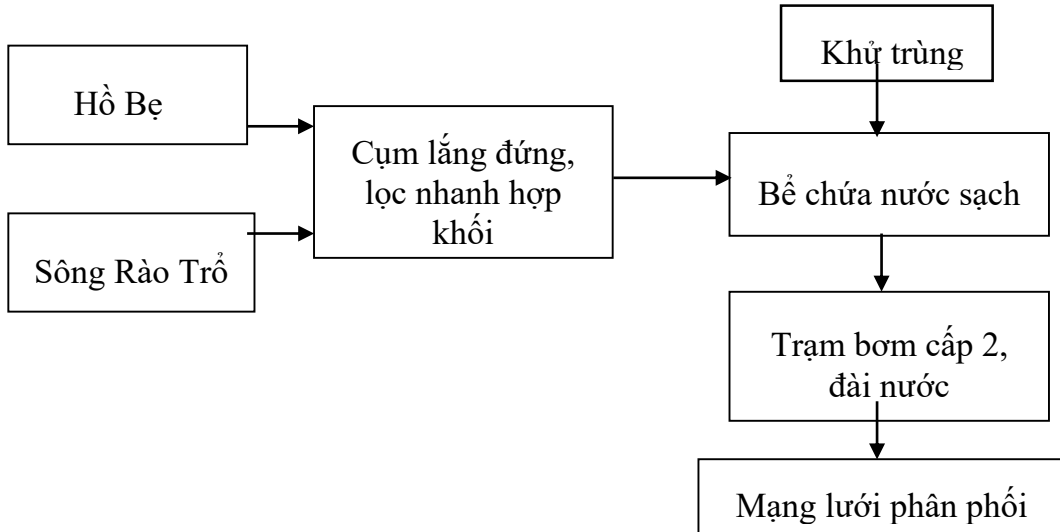 Khử trùng
Hồ Bẹ
Cụm lắng đứng,
lọc nhanh hợp
khối
Bể chứa nước sạch
Sông Rào Trổ
Trạm bơm cấp 2,
đài nước
Mạng lưới phân phối